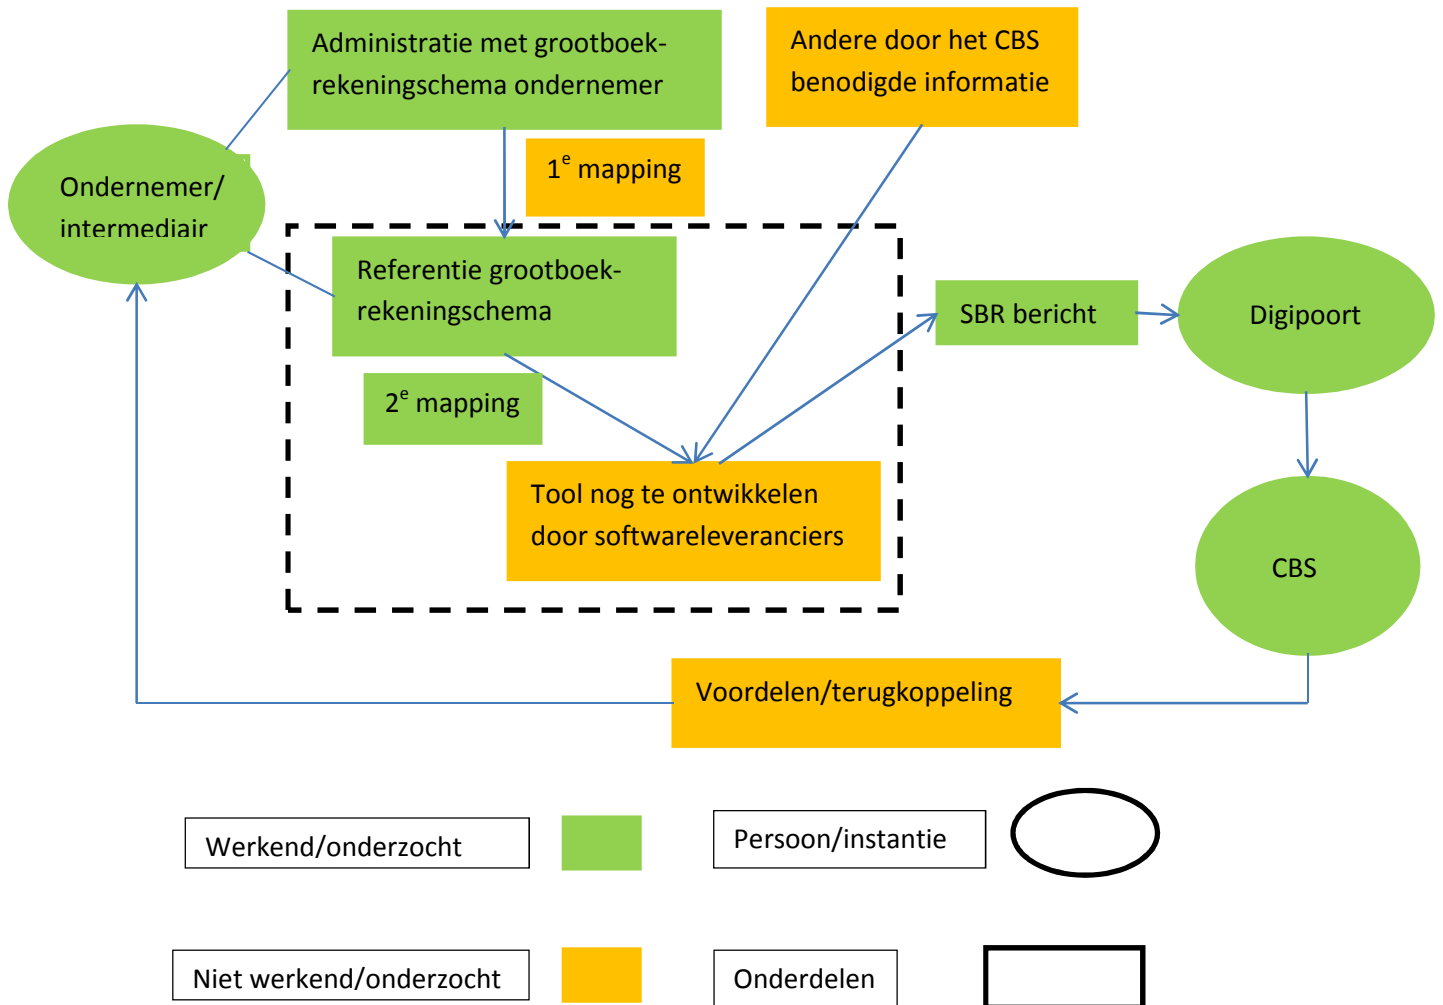 Administratie met grootboek-
rekeningschema ondernemer
Andere door het CBS
benodigde informatie
1e mapping
Ondernemer/
intermediair
Referentie grootboek-
rekeningschema
SBR bericht
Digipoort
2e mapping
Tool nog te ontwikkelen
door softwareleveranciers
CBS
Voordelen/terugkoppeling
Werkend/onderzocht
Persoon/instantie
Niet werkend/onderzocht
Onderdelen